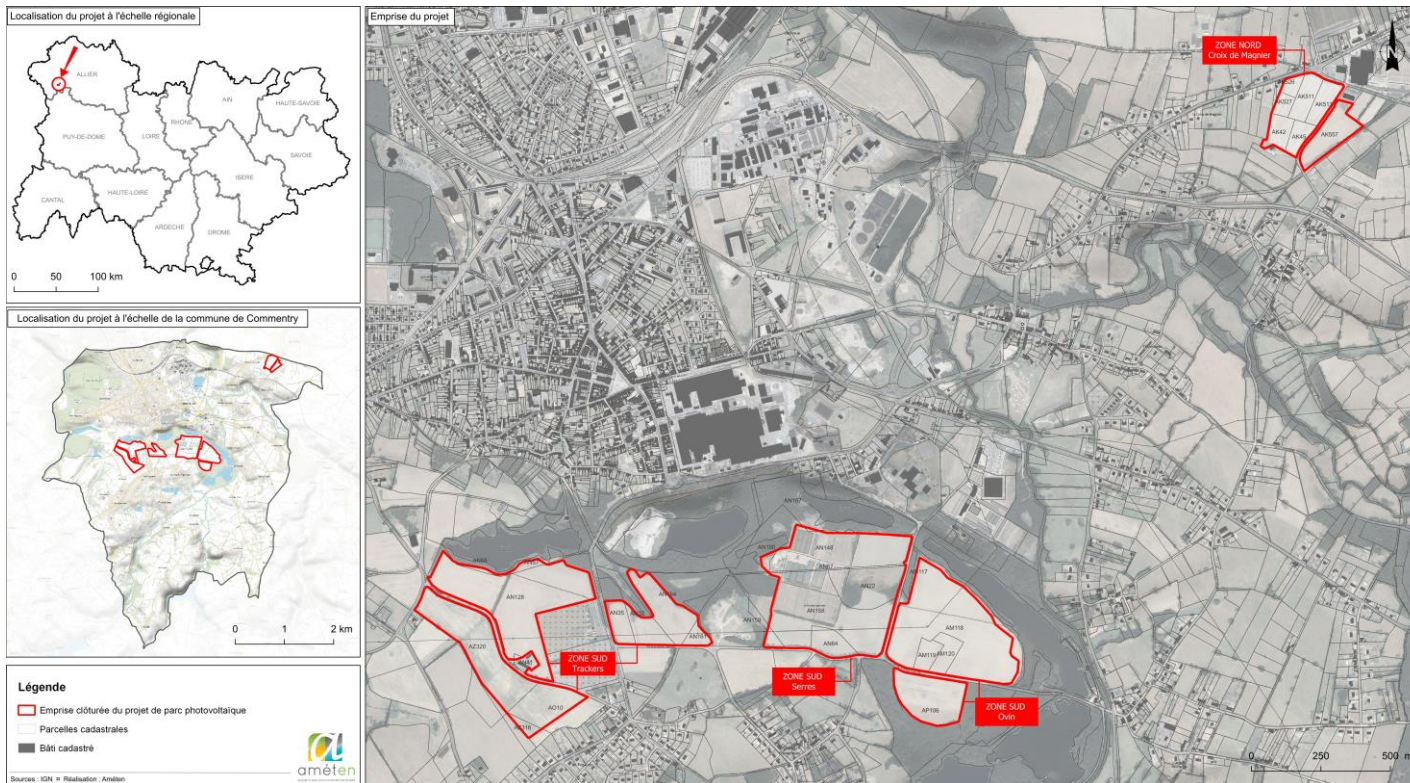 Localisation du projet à l'échelle régionale
ALLIER
AIN
HAUTE-SAVOIE
PUY-DE-DOME
LOIRE
RHONE
SAVOIE
ISERE
CANTAL
HAUTE-LOIRE
ARDECHE
DROME
0 50 100 km
Localisation du projet à l'échelle de la commune de Commentry
0 1 2 km
Légende
Emprise clôturée du projet de parc photovoltaïque
Parcelles cadastrales
Bâti cadastré
améten
Sources : IGN ¤ Réalisation : Améten
Emprise du projet
N
ZONE NORD
Croix de Magnier
AK511
AK42
AK45
AK557
AN107
AN148
AN22
AN158
AN64
AN117
AM118
AM119
AM120
AP186
AN128
AZ320
AO10
AN35
ZONE SUD
Trackers
ZONE SUD
Serres
ZONE SUD
Ovin
0 250 500 m